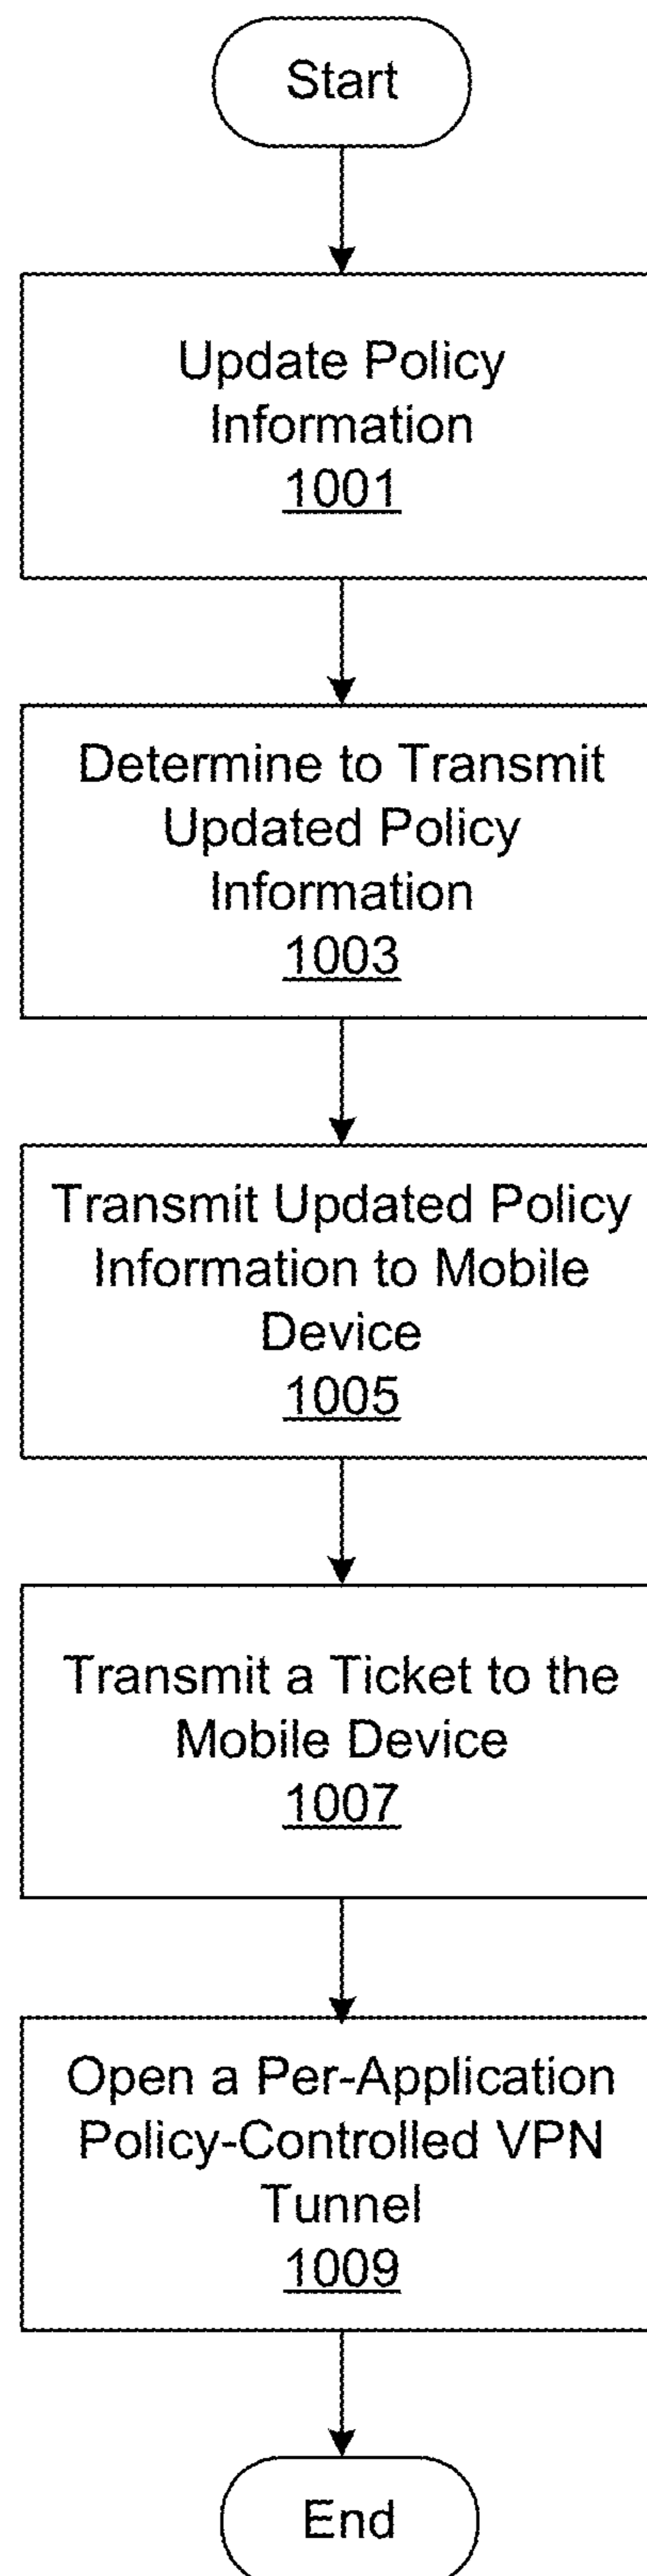 Start
Update Policy
Information
1001
Determine to Transmit
Updated Policy
Information
1003
Transmit Updated Policy
Information to Mobile
Device
1005
Transmit a Ticket to the
Mobile Device
1007
Open a Per-Application
Policy-Controlled VPN
Tunnel
1009
End